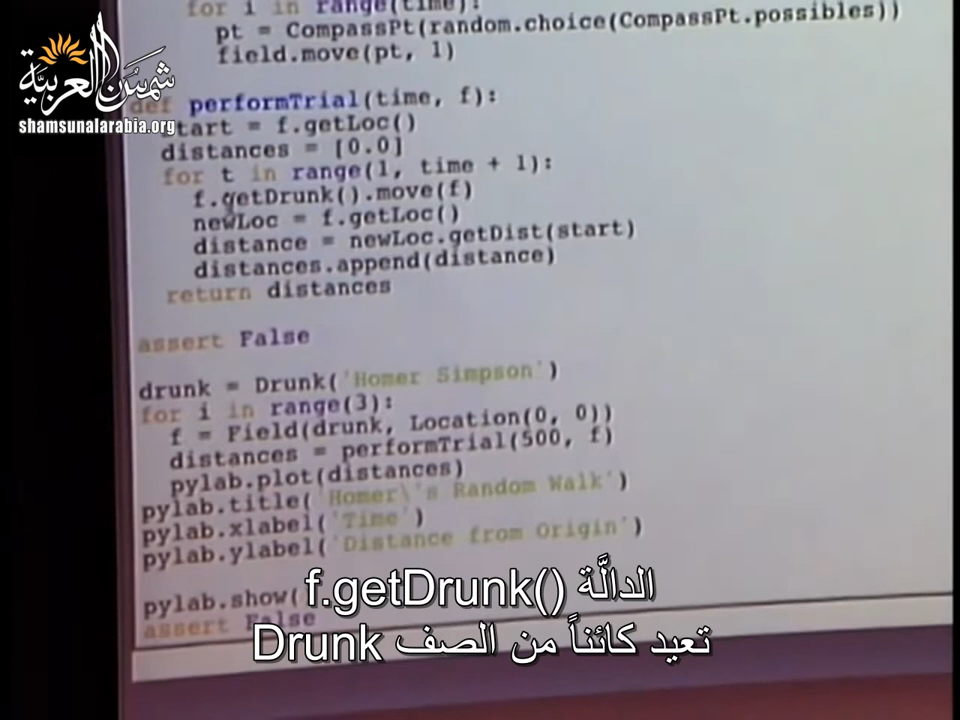 for i in range(time):
pt = CompassPt(random.choice(CompassPt.possibles))
field.move(pt, 1)
شمس العربية
shamsunalarabia.org
def performTrial(time, f):
start = f.getLoc()
distances = [0.0]
for t in range(1, time + 1):
f.getDrunk().move(f)
newLoc = f.getLoc()
distance = newLoc.getDist(start)
distances.append(distance)
return distances
assert False
drunk = Drunk('Homer Simpson')
for i in range(3):
f = Field(drunk, Location(0, 0))
distances = performTrial(500, f)
pylab.plot(distances)
pylab.title('Homer\'s Random Walk')
pylab.xlabel('Time')
pylab.ylabel('Distance from Origin')
pylab.show(
assert False
الدالَّة f.getDrunk()
تعيد كائناً من الصف Drunk